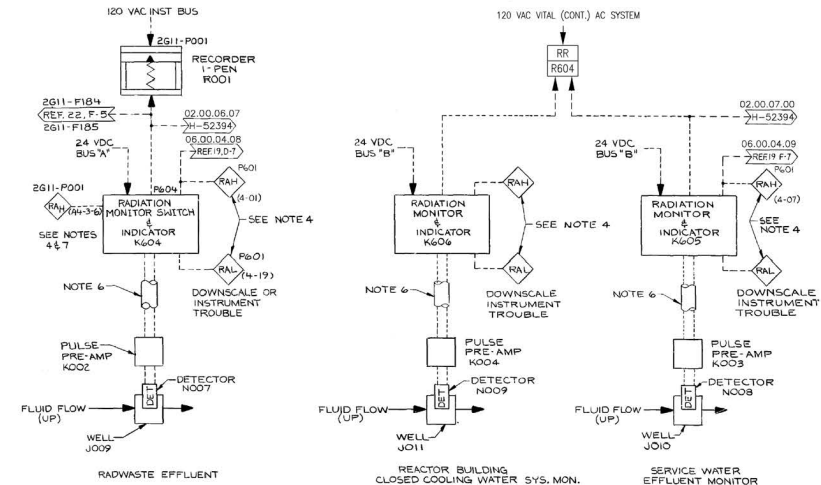 120 VAC INST BUS
2G11-P001
RECORDER
1-PEN
R001
2G11-F184
REF. 22, F-5
2G11-F185
02.00.06.07
H-52394
06.00.04.08
REF.19,D-7
24 VDC
BUS "A"
P604
P601
RAH
(4-01)
2G11-P001
RAH
(A4-3-6)
RADIATION
MONITOR SWITCH
&
INDICATOR
K604
SEE NOTES
4 & 7
SEE NOTE 4
P601
RAL
(4-19)
DOWNSCALE OR
INSTRUMENT
TROUBLE
NOTE 6
PULSE
PRE-AMP
K002
DETECTOR
N007
DET
FLUID FLOW
(UP)
WELL
J009
RADWASTE EFFLUENT
120 VAC VITAL (CONT.) AC SYSTEM
RR
R604
24 VDC
BUS "B"
RADIATION
MONITOR
&
INDICATOR
K606
RAH
SEE NOTE 4
RAL
DOWNSCALE
INSTRUMENT
TROUBLE
NOTE 6
PULSE
PRE-AMP
K004
DETECTOR
N009
DET
FLUID FLOW
(UP)
WELL
J011
REACTOR BUILDING
CLOSED COOLING WATER SYS. MON.
02.00.07.00
H-52394
06.00.04.09
REF.19 F-7
24 VDC
BUS "B"
P601
RAH
(4-07)
RADIATION
MONITOR
&
INDICATOR
K605
SEE
NOTE 4
RAL
DOWNSCALE
INSTRUMENT
TROUBLE
NOTE 6
PULSE
PRE-AMP
K003
DETECTOR
N008
DET
FLUID FLOW
(UP)
WELL
J010
SERVICE WATER
EFFLUENT MONITOR